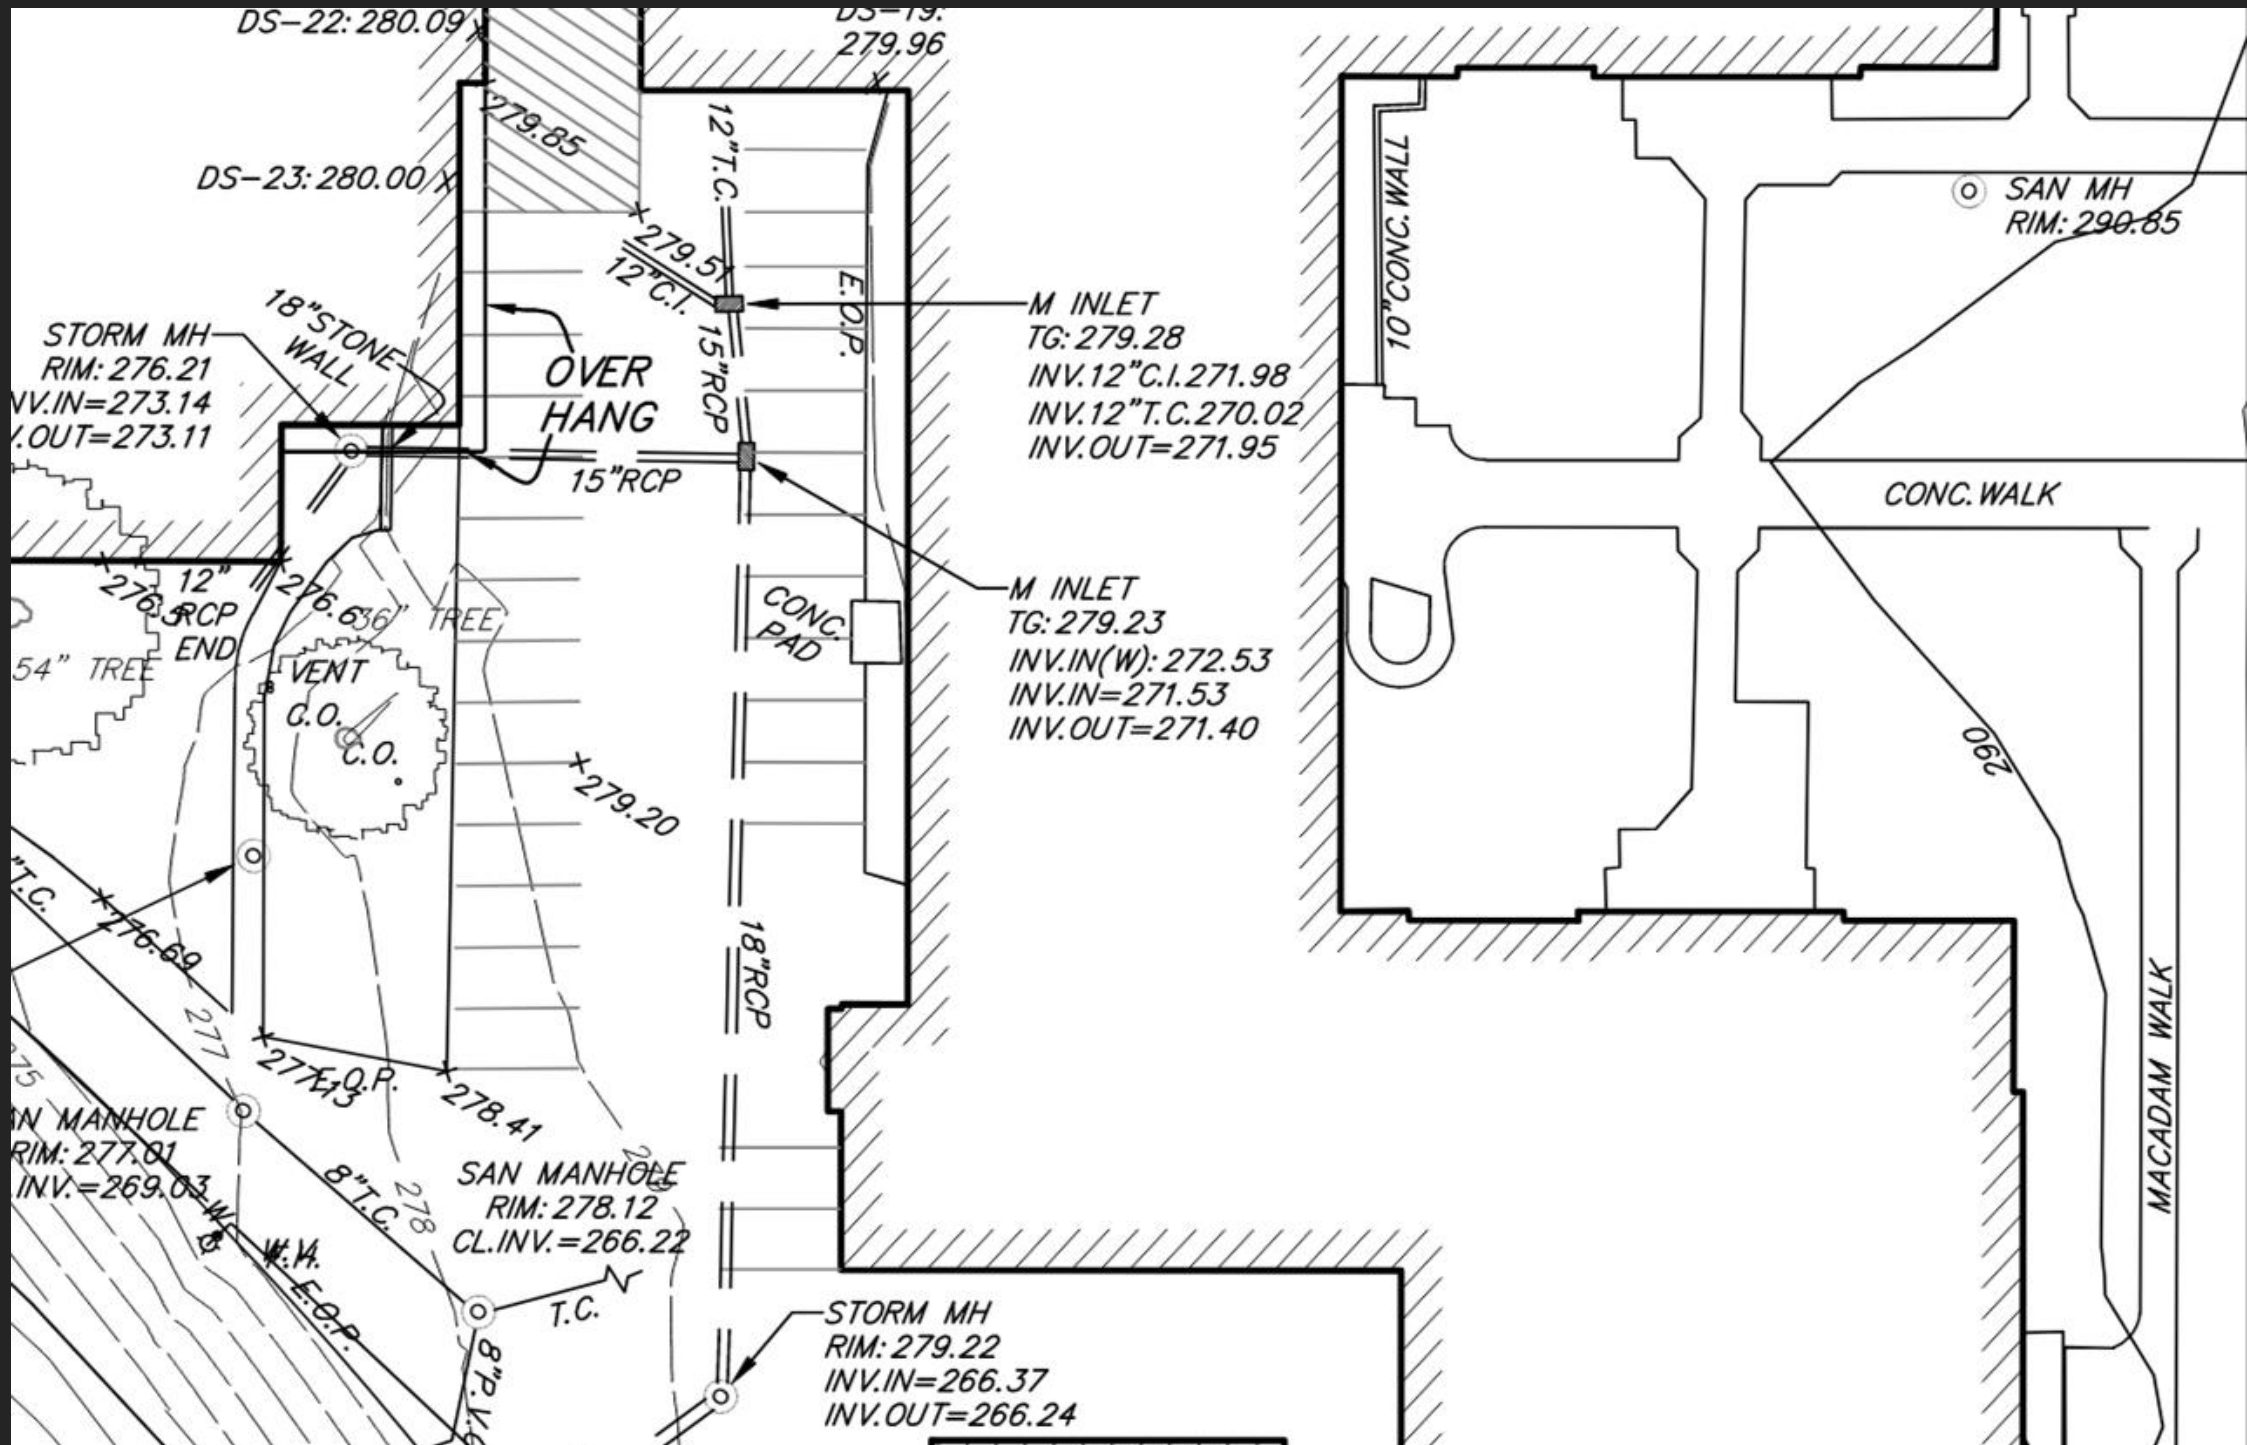 DS-22: 280.09
DS-19:
279.96
279.85
DS-23: 280.00
12"T.C.
279.51
12"C.I.
15"RCP
E.O.P.
18"STONE
WALL
STORM MH
RIM: 276.21
NV.IN=273.14
V.OUT=273.11
OVER
HANG
15"RCP
M INLET
TG: 279.28
INV.12"C.I.271.98
INV.12"T.C.270.02
INV.OUT=271.95
10"CONC.WALL
SAN MH
RIM: 290.85
CONC.WALK
M INLET
TG: 279.23
INV.IN(W): 272.53
INV.IN=271.53
INV.OUT=271.40
CONC.
PAD
12"
RCP
END
276.6
36" TREE
54" TREE
VENT
C.O.
C.O.
279.20
290
"T.C.
276.69
18"RCP
277
277.13
E.O.P.
278.41
275
AN MANHOLE
RIM: 277.01
.INV.=269.03
8"T.C.
278
SAN MANHOLE
RIM: 278.12
CL.INV.=266.22
W
E.O.P.
T.C.
8"P.V.C
STORM MH
RIM: 279.22
INV.IN=266.37
INV.OUT=266.24
MACADAM WALK